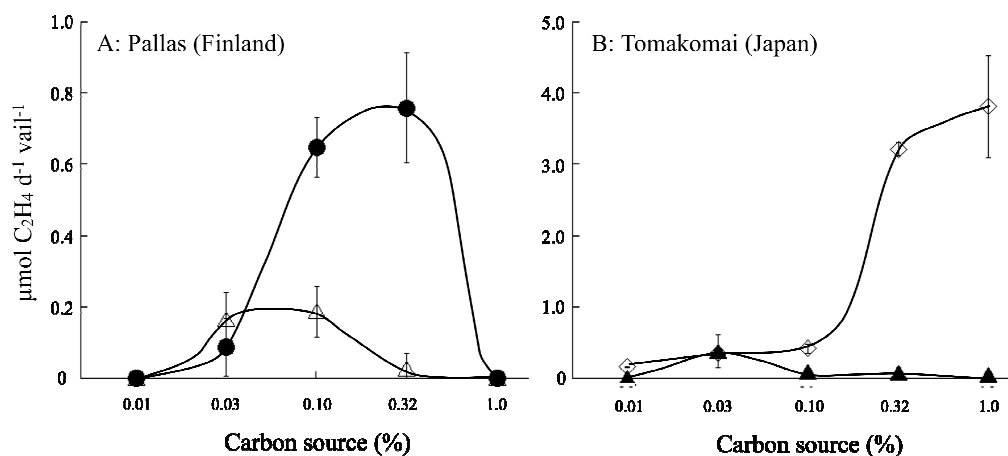 A: Pallas (Finland)
B: Tomakomai (Japan)
µmol C₂H₄ d⁻¹ vail⁻¹
1.0
0.8
0.6
0.4
0.2
0
0.01 0.03 0.10 0.32 1.0
Carbon source (%)
5.0
4.0
3.0
2.0
1.0
0
0.01 0.03 0.10 0.32 1.0
Carbon source (%)